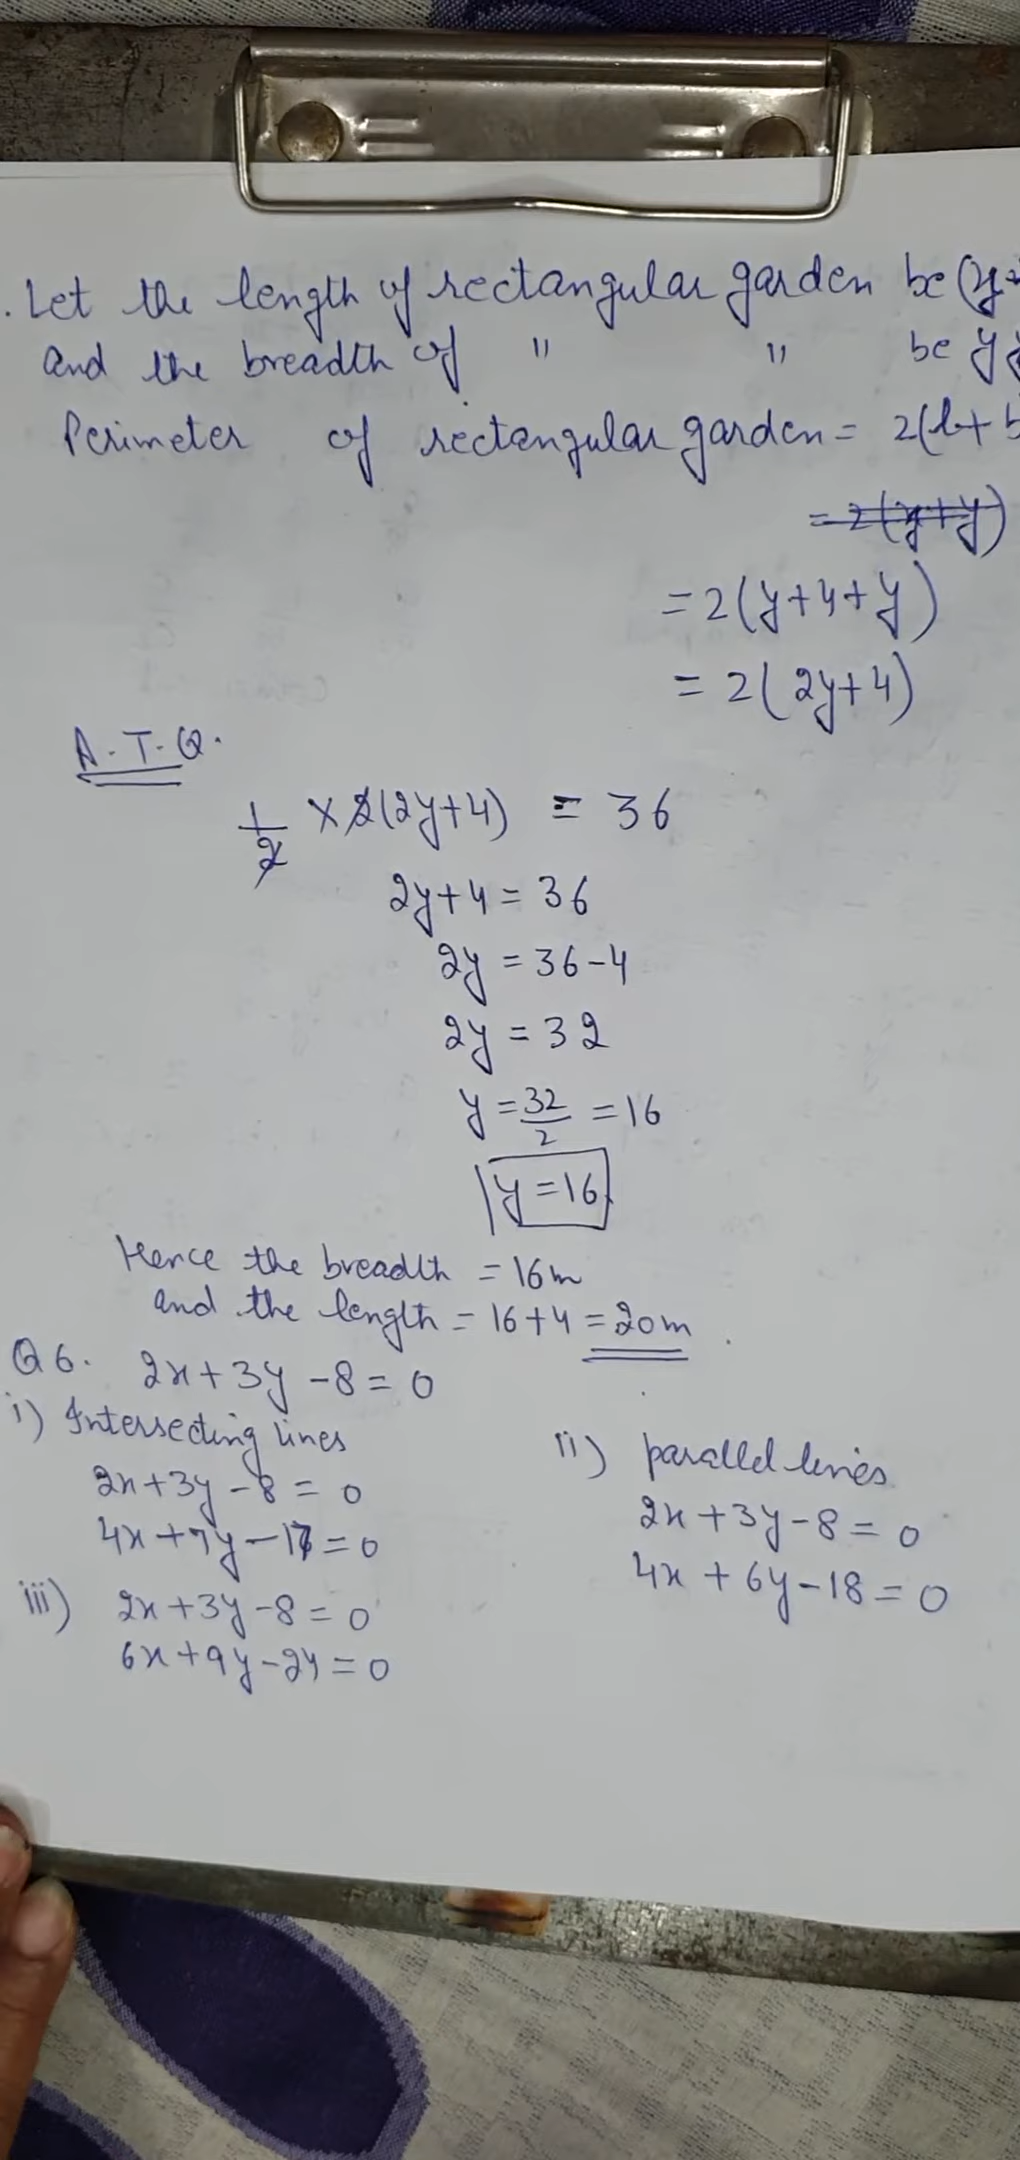 . Let the length of rectangular garden be (y
and the breadth of " " be y
Perimeter of rectangular garden = 2(l+b
= 2(y+y)
= 2(y+4+y)
= 2(2y+4)
A.T.Q.
1/2 × 2(2y+4) = 36
2y+4 = 36
2y = 36-4
2y = 32
y = 32/2 = 16
y = 16
Hence the breadth = 16m
and the length = 16+4 = 20m.
Q6. 2x+3y-8=0
i) Intersecting lines
2x+3y-8=0
4x+7y-17=0
ii) parallel lines
2x+3y-8=0
4x+6y-18=0
iii) 2x+3y-8=0
6x+9y-24=0